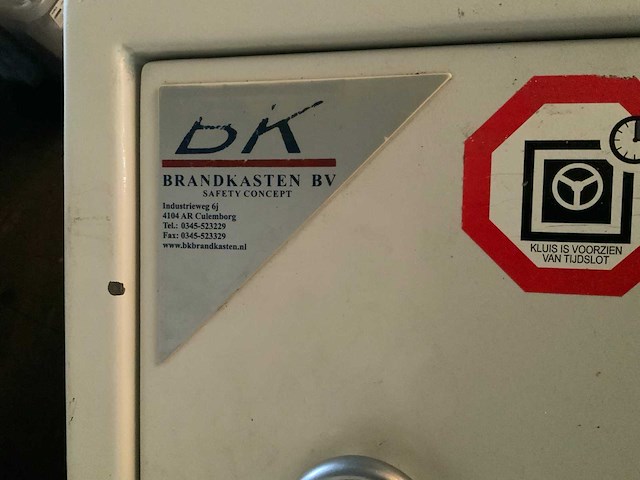 BK
BRANDKASTEN BV
SAFETY CONCEPT
Industrieweg 6j
4104 AR Culemborg
Tel.: 0345-523229
Fax: 0345-523329
www.bkbrandkasten.nl
KLUIS IS VOORZIEN
VAN TIJDSLOT